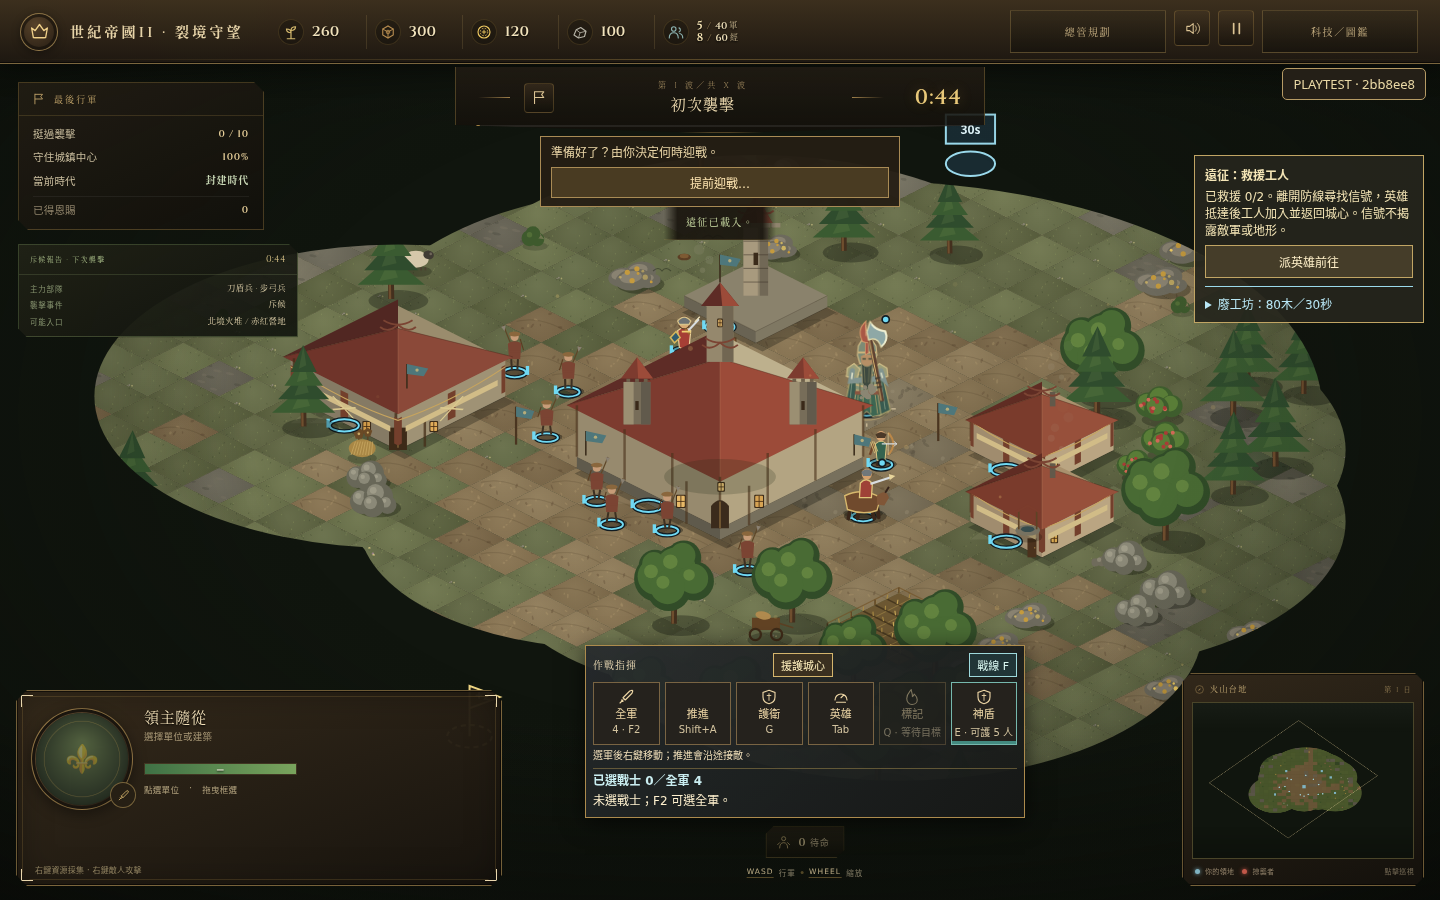 世紀帝國II · 裂境守望
260
300
120
100
5 / 40 軍
8 / 60 經
總管規劃
科技／圖鑑
PLAYTEST · 2bb8ee8
最後行軍
挺過襲擊 0 / 10
守住城鎮中心 100%
當前時代 封建時代
已得恩賜 0
第 I 波／共 X 波
初次襲擊
0:44
30s
準備好了？由你決定何時迎戰。
提前迎戰…
遠征已載入。
斥候報告 · 下次襲擊 0:44
主力部隊 刀盾兵 · 步弓兵
襲擊事件 斥候
可能入口 北境火堆 / 赤紅營地
遠征：救援工人
已救援 0/2。離開防線尋找信號，英雄
抵達後工人加入並返回城心。信號不揭
露敵軍或地形。
派英雄前往
▶ 廢工坊：80木／30秒
領主隨從
選擇單位或建築
點選單位 · 拖曳框選
右鍵資源採集 · 右鍵敵人攻擊
作戰指揮
援護城心
戰線 F
全軍
4 · F2
推進
Shift+A
護衛
G
英雄
Tab
標記
Q · 等待目標
神盾
E · 可護 5 人
選軍後右鍵移動；推進會沿途接敵。
已選戰士 0／全軍 4
未選戰士；F2 可選全軍。
0 待命
WASD 行軍 • WHEEL 縮放
火山台地 第 1 日
你的領地 掠襲者 點擊巡視